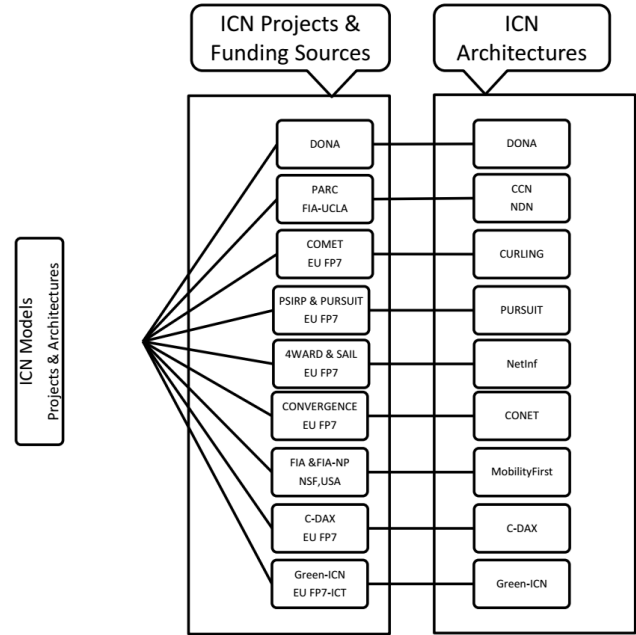 ICN Projects &
Funding Sources
ICN
Architectures
ICN Models
Projects & Architectures
DONA
DONA
PARC
FIA-UCLA
CCN
NDN
COMET
EU FP7
CURLING
PSIRP & PURSUIT
EU FP7
PURSUIT
4WARD & SAIL
EU FP7
NetInf
CONVERGENCE
EU FP7
CONET
FIA &FIA-NP
NSF,USA
MobilityFirst
C-DAX
EU FP7
C-DAX
Green-ICN
EU FP7-ICT
Green-ICN